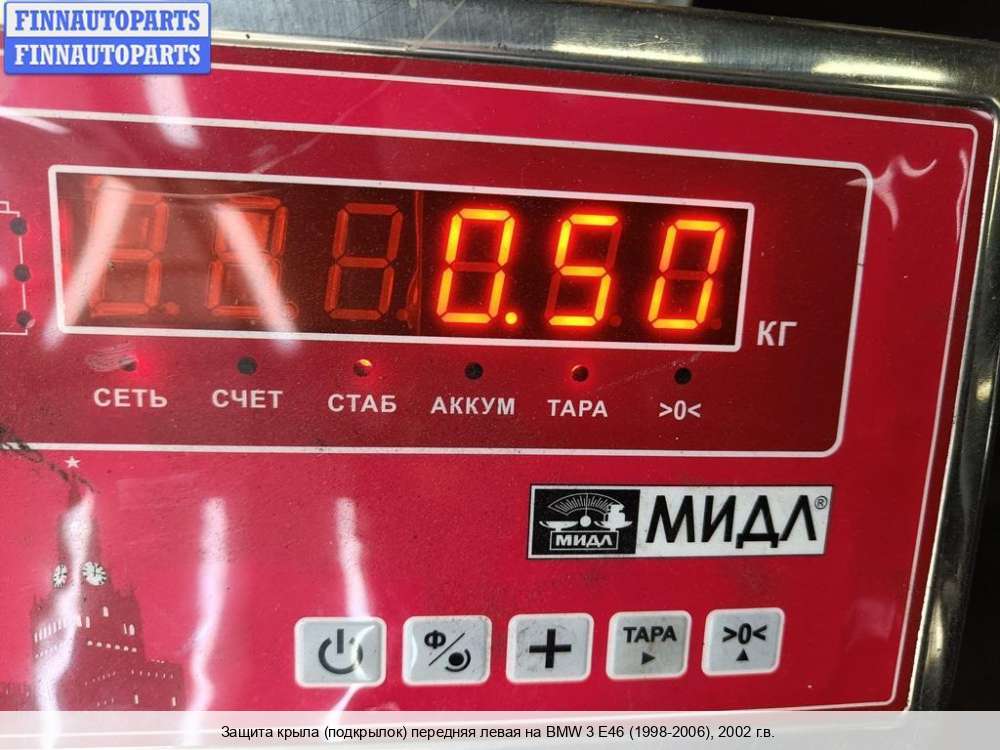 FINNAUTOPARTS
FINNAUTOPARTS
0.50
КГ
СЕТЬ СЧЕТ СТАБ АККУМ ТАРА >0<
МИДЛ МИДЛ®
Ф/ + ТАРА >0<
Защита крыла (подкрылок) передняя левая на BMW 3 E46 (1998-2006), 2002 г.в.